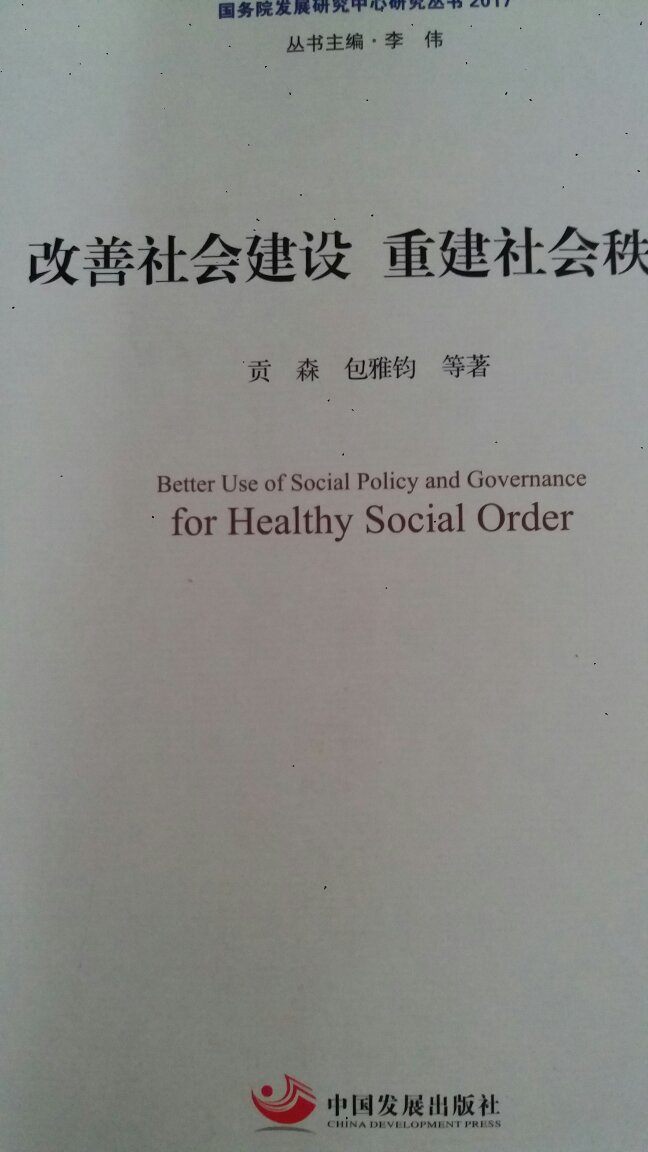 国务院发展研究中心研究丛书 2017
丛书主编·李 伟
改善社会建设 重建社会秩
贡 森 包雅钧 等著
Better Use of Social Policy and Governance
for Healthy Social Order
中国发展出版社
CHINA DEVELOPMENT PRESS